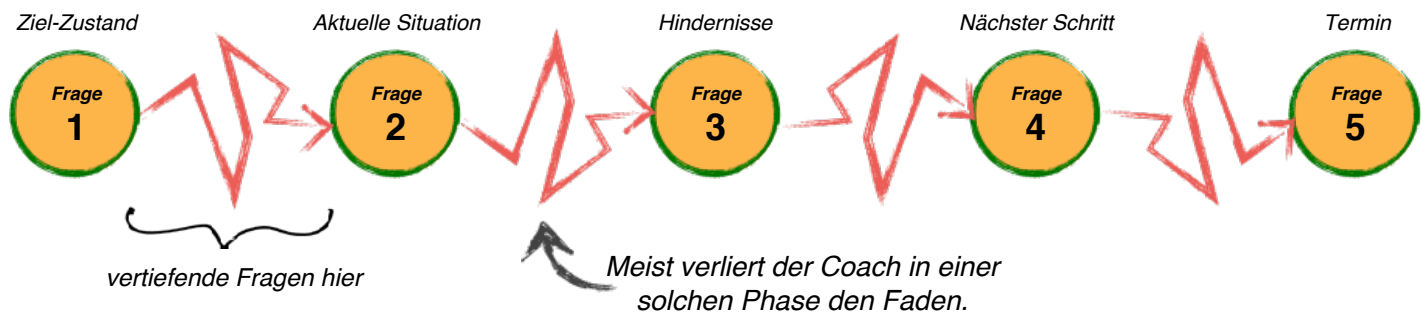 Ziel-Zustand
Aktuelle Situation
Hindernisse
Nächster Schritt
Termin
Frage
1
Frage
2
Frage
3
Frage
4
Frage
5
vertiefende Fragen hier
Meist verliert der Coach in einer
solchen Phase den Faden.